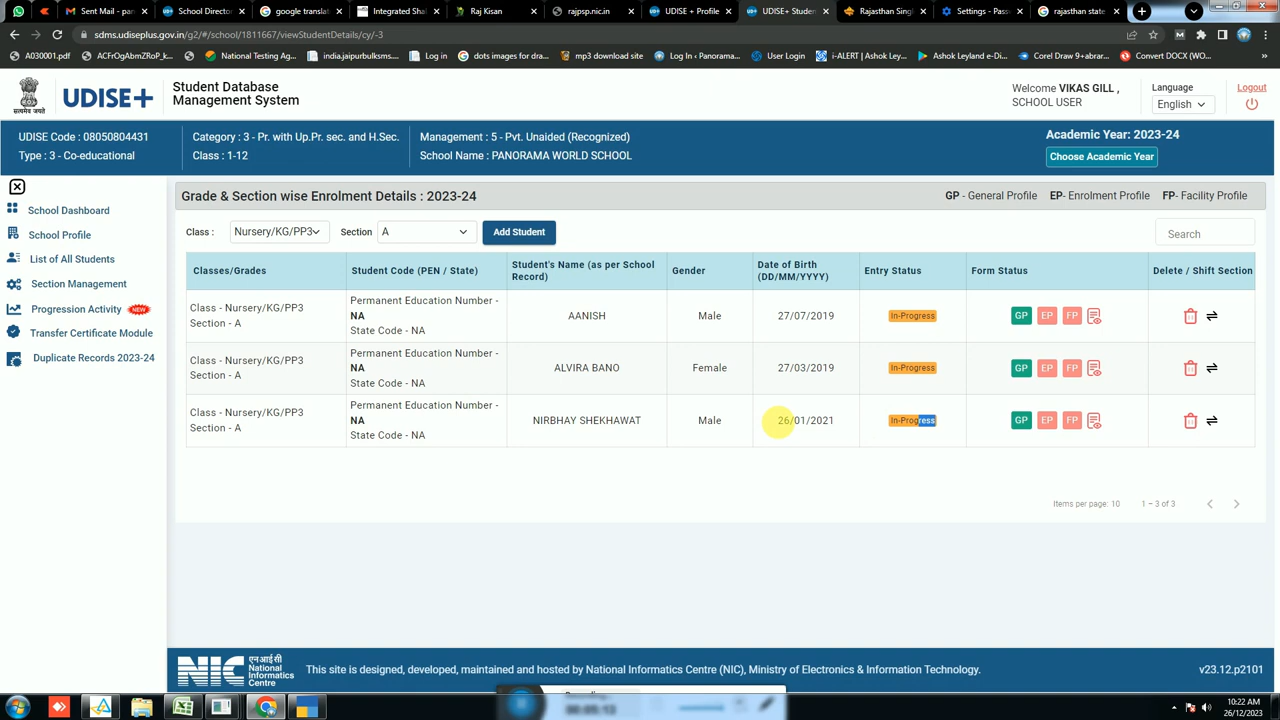 Sent Mail - pan
School Director
google translat
Integrated Shal
Raj Kisan
rajpsp.nic.in
UDISE + Profile
UDISE+ Studen
Rajasthan Singl
Settings - Passw
rajasthan state
sdms.udiseplus.gov.in/g2/#/school/1811667/viewStudentDetails/cy/-3
A030001.pdf
ACFrOgAbmZRoP_k...
National Testing Ag...
india.jaipurbulksms....
Log in
dots images for dra...
mp3 download site
Log In ‹ Panorama...
User Login
i-ALERT | Ashok Leylan...
Ashok Leyland e-Di...
Corel Draw 9+abrar...
Convert DOCX (WO...
सत्यमेव जयते
UDISE+
Student Database
Management System
Welcome VIKAS GILL ,
SCHOOL USER
Language
English
Logout
UDISE Code : 08050804431
Type : 3 - Co-educational
Category : 3 - Pr. with Up.Pr. sec. and H.Sec.
Class : 1-12
Management : 5 - Pvt. Unaided (Recognized)
School Name : PANORAMA WORLD SCHOOL
Academic Year: 2023-24
Choose Academic Year
School Dashboard
School Profile
List of All Students
Section Management
Progression Activity NEW
Transfer Certificate Module
Duplicate Records 2023-24
Grade & Section wise Enrolment Details : 2023-24
GP - General Profile EP- Enrolment Profile FP- Facility Profile
Class : Nursery/KG/PP3 Section A Add Student
Search
Classes/Grades
Student Code (PEN / State)
Student's Name (as per School
Record)
Gender
Date of Birth
(DD/MM/YYYY)
Entry Status
Form Status
Delete / Shift Section
Class - Nursery/KG/PP3
Section - A
Permanent Education Number -
NA
State Code - NA
AANISH
Male
27/07/2019
In-Progress
GP EP FP
Class - Nursery/KG/PP3
Section - A
Permanent Education Number -
NA
State Code - NA
ALVIRA BANO
Female
27/03/2019
In-Progress
GP EP FP
Class - Nursery/KG/PP3
Section - A
Permanent Education Number -
NA
State Code - NA
NIRBHAY SHEKHAWAT
Male
26/01/2021
In-Progress
GP EP FP
Items per page: 10
1 – 3 of 3
NIC
एन आई सी
National
Informatics
Centre
This site is designed, developed, maintained and hosted by National Informatics Centre (NIC), Ministry of Electronics & Information Technology.
v23.12.p2101
00:05:13
10:22 AM
26/12/2023